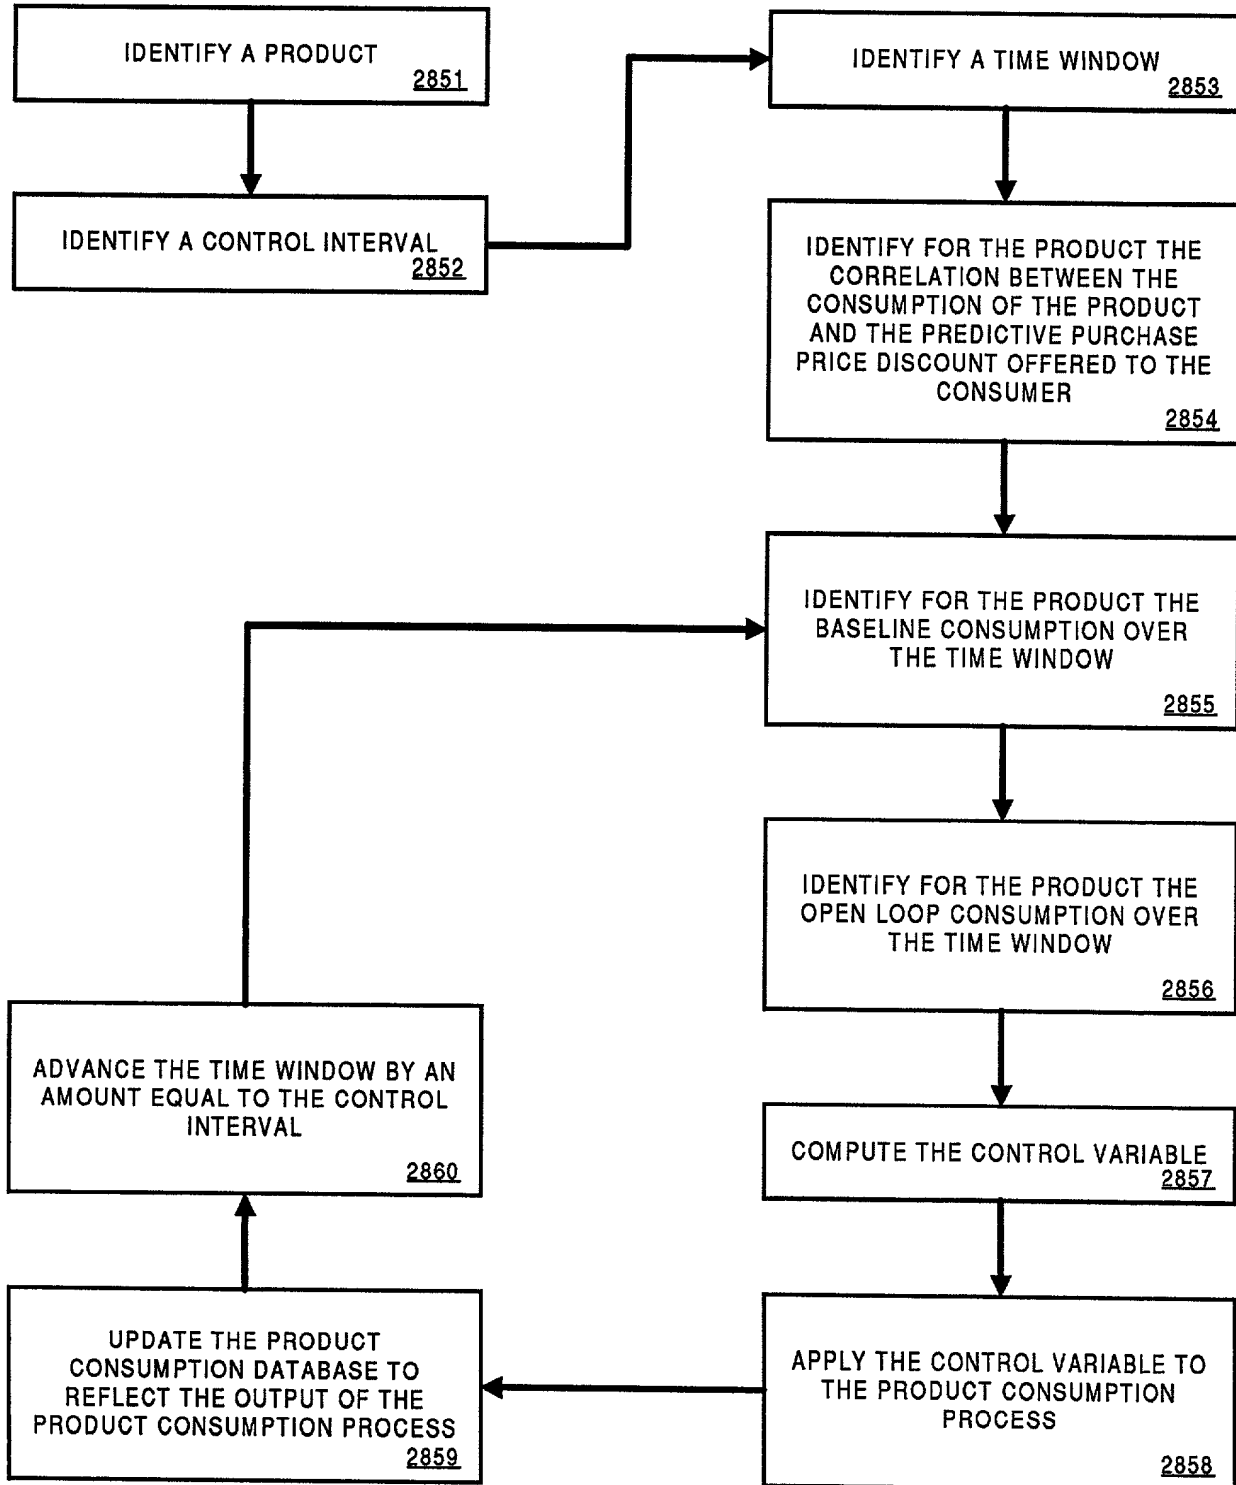 IDENTIFY A PRODUCT
2851
IDENTIFY A CONTROL INTERVAL
2852
IDENTIFY A TIME WINDOW
2853
IDENTIFY FOR THE PRODUCT THE
CORRELATION BETWEEN THE
CONSUMPTION OF THE PRODUCT
AND THE PREDICTIVE PURCHASE
PRICE DISCOUNT OFFERED TO THE
CONSUMER
2854
IDENTIFY FOR THE PRODUCT THE
BASELINE CONSUMPTION OVER
THE TIME WINDOW
2855
IDENTIFY FOR THE PRODUCT THE
OPEN LOOP CONSUMPTION OVER
THE TIME WINDOW
2856
COMPUTE THE CONTROL VARIABLE
2857
APPLY THE CONTROL VARIABLE TO
THE PRODUCT CONSUMPTION
PROCESS
2858
UPDATE THE PRODUCT
CONSUMPTION DATABASE TO
REFLECT THE OUTPUT OF THE
PRODUCT CONSUMPTION PROCESS
2859
ADVANCE THE TIME WINDOW BY AN
AMOUNT EQUAL TO THE CONTROL
INTERVAL
2860